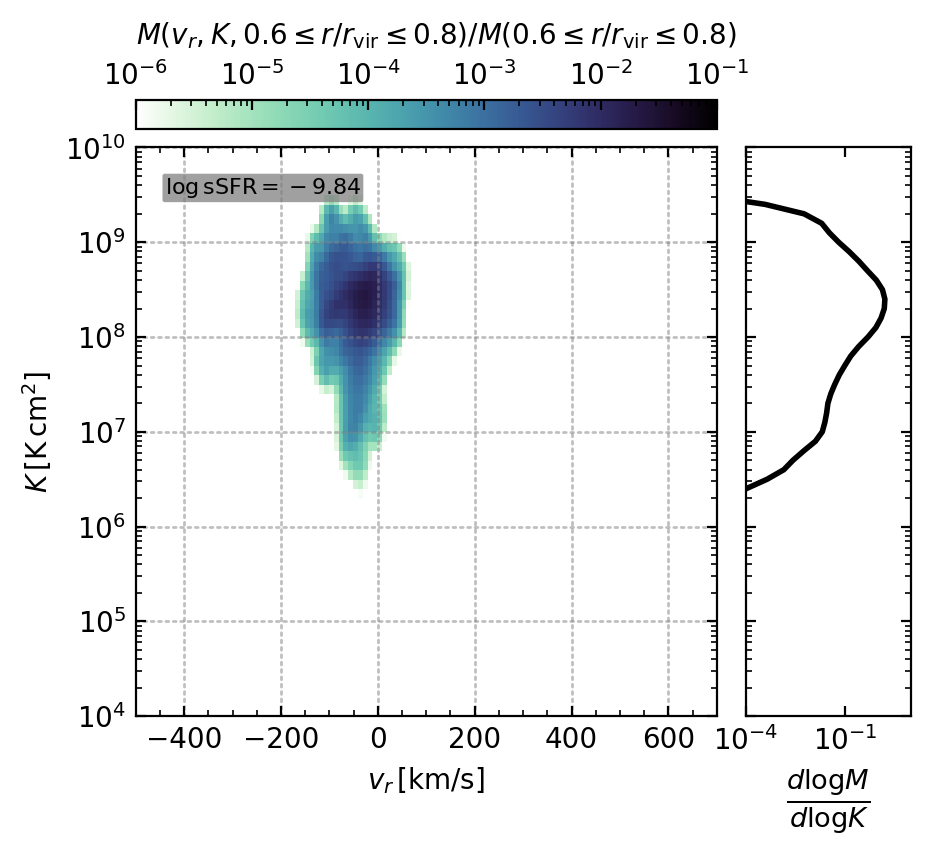 M(v_r, K, 0.6 ≤ r/r_vir ≤ 0.8)/M(0.6 ≤ r/r_vir ≤ 0.8)
10^−6 10^−5 10^−4 10^−3 10^−2 10^−1
log sSFR = −9.84
10^10
10^9
10^8
10^7
10^6
10^5
10^4
K [K cm^2]
−400 −200 0 200 400 600
v_r [km/s]
10^−4 10^−1
dlogM
dlogK